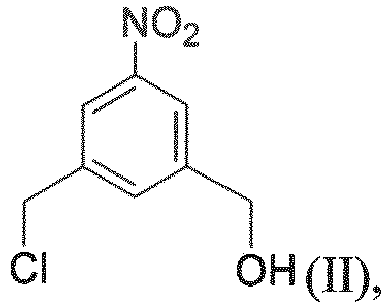 NO₂
Cl
OH (II),